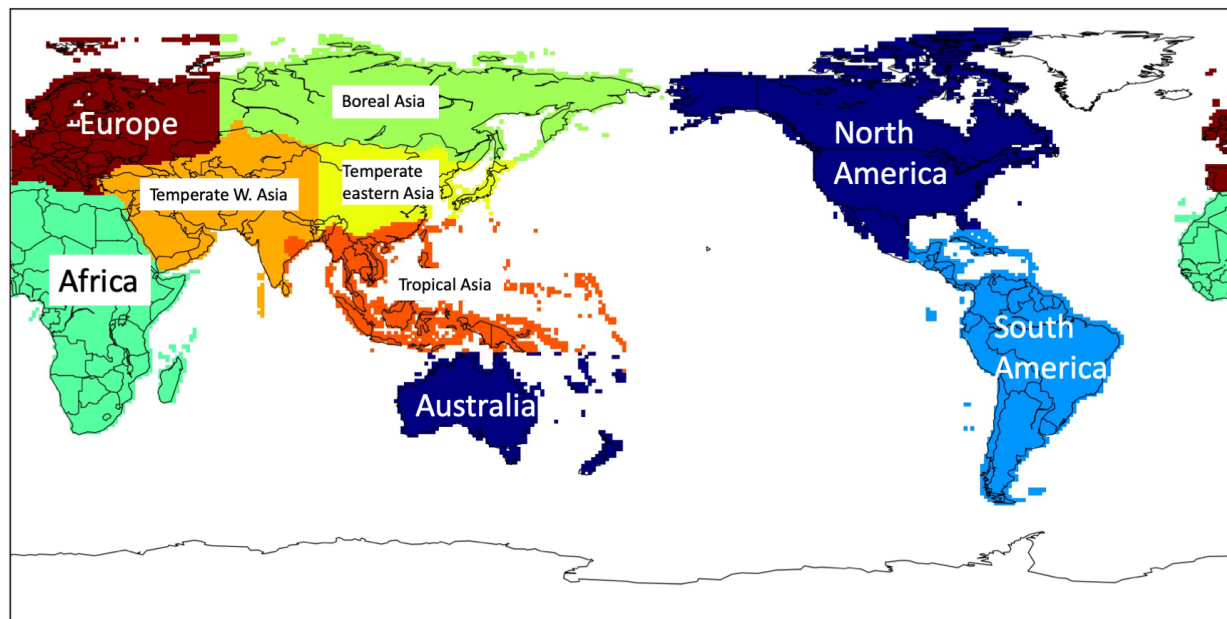 Boreal Asia
Europe
North
America
Temperate
eastern Asia
Temperate W. Asia
Africa
Tropical Asia
South
America
Australia